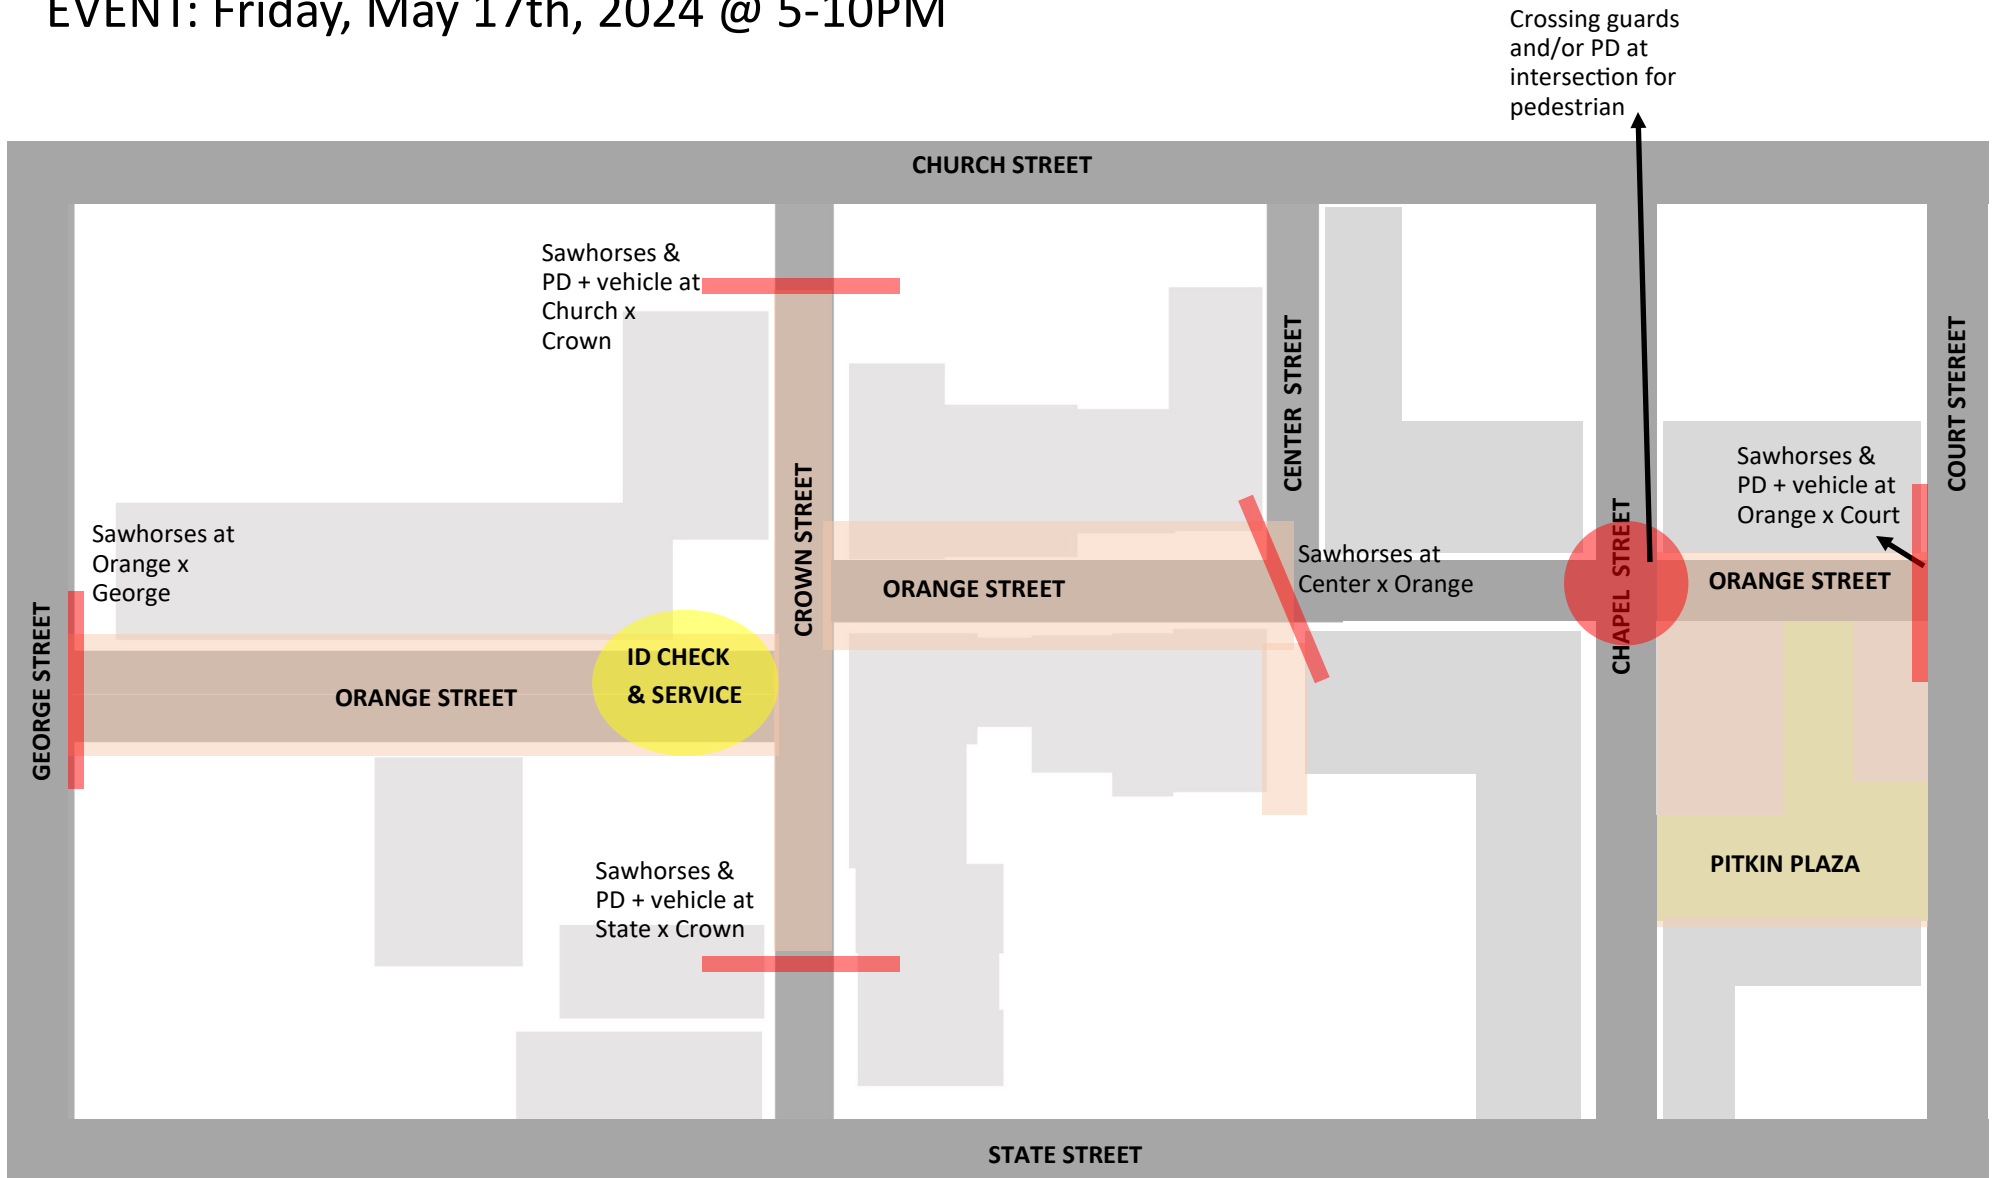 EVENT: Friday, May 17th, 2024 @ 5-10PM
Crossing guards
and/or PD at
intersection for
pedestrian
CHURCH STREET
Sawhorses &
PD + vehicle at
Church x
Crown
CENTER STREET
COURT STEREET
Sawhorses &
PD + vehicle at
Orange x Court
CROWN STREET
Sawhorses at
Orange x
George
Sawhorses at
Center x Orange
ORANGE STREET
ORANGE STREET
CHAPEL STREET
GEORGE STREET
ID CHECK
& SERVICE
ORANGE STREET
Sawhorses &
PD + vehicle at
State x Crown
PITKIN PLAZA
STATE STREET